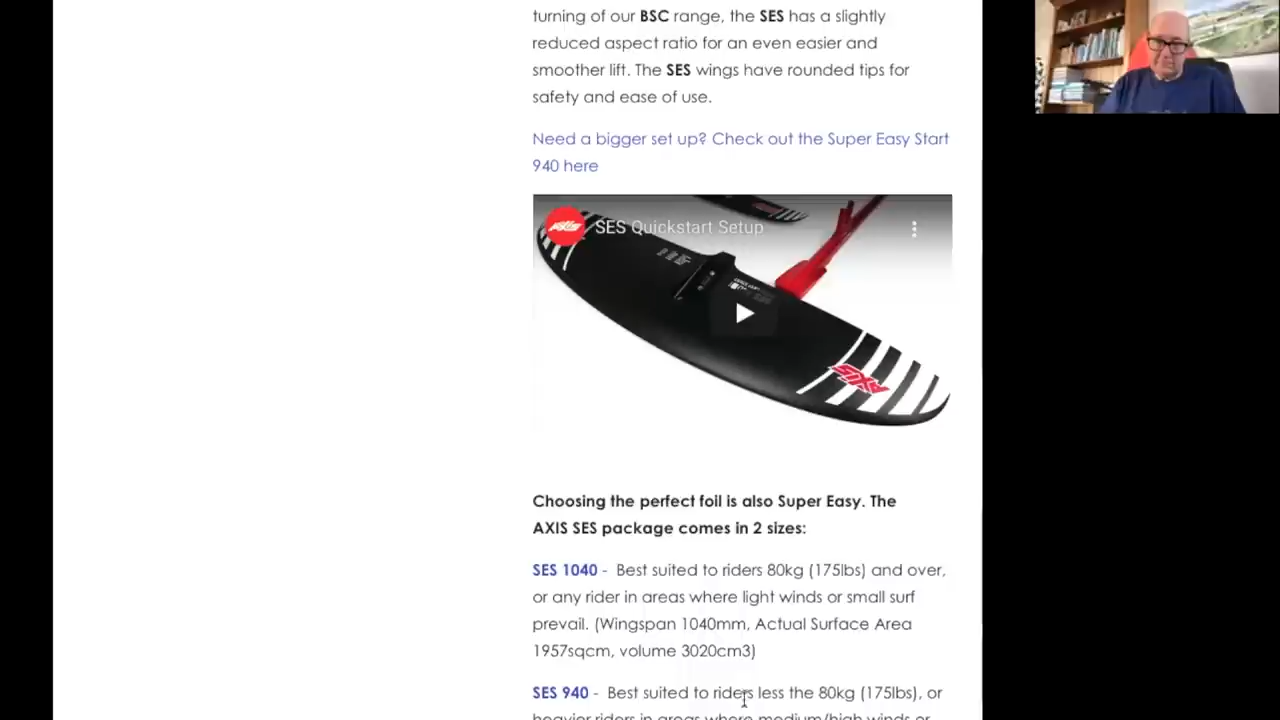 turning of our BSC range, the SES has a slightly
reduced aspect ratio for an even easier and
smoother lift. The SES wings have rounded tips for
safety and ease of use.
Need a bigger set up? Check out the Super Easy Start
940 here
SES Quickstart Setup
AXIS
Choosing the perfect foil is also Super Easy. The
AXIS SES package comes in 2 sizes:
SES 1040 - Best suited to riders 80kg (175lbs) and over,
or any rider in areas where light winds or small surf
prevail. (Wingspan 1040mm, Actual Surface Area
1957sqcm, volume 3020cm3)
SES 940 - Best suited to riders less the 80kg (175lbs), or
heavier riders in areas where medium/high winds or